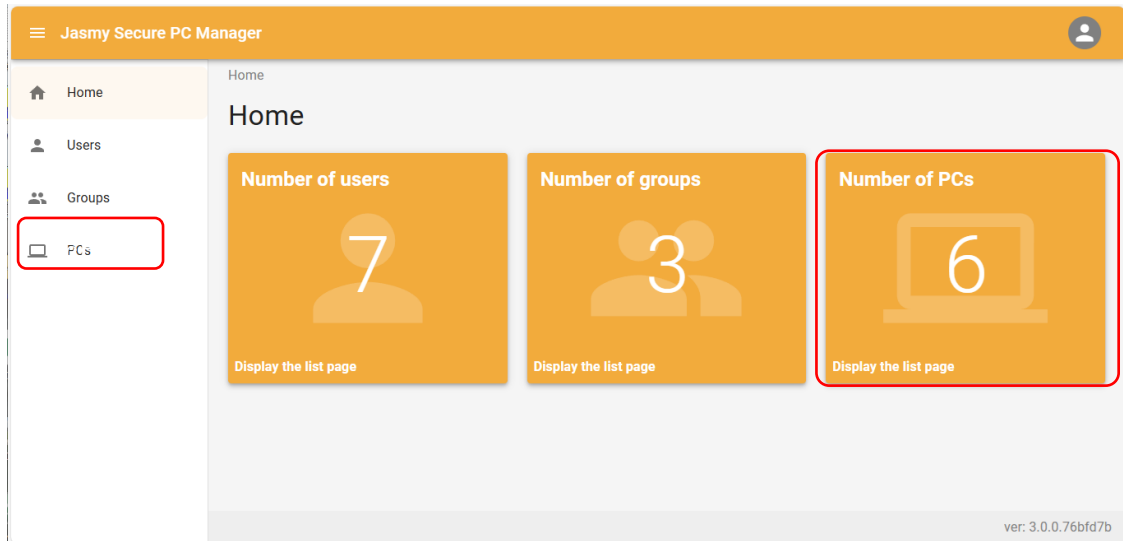 Jasmy Secure PC Manager
Home
Users
Groups
PCs
Home
Home
Number of users
7
Display the list page
Number of groups
3
Display the list page
Number of PCs
6
Display the list page
ver: 3.0.0.76bfd7b